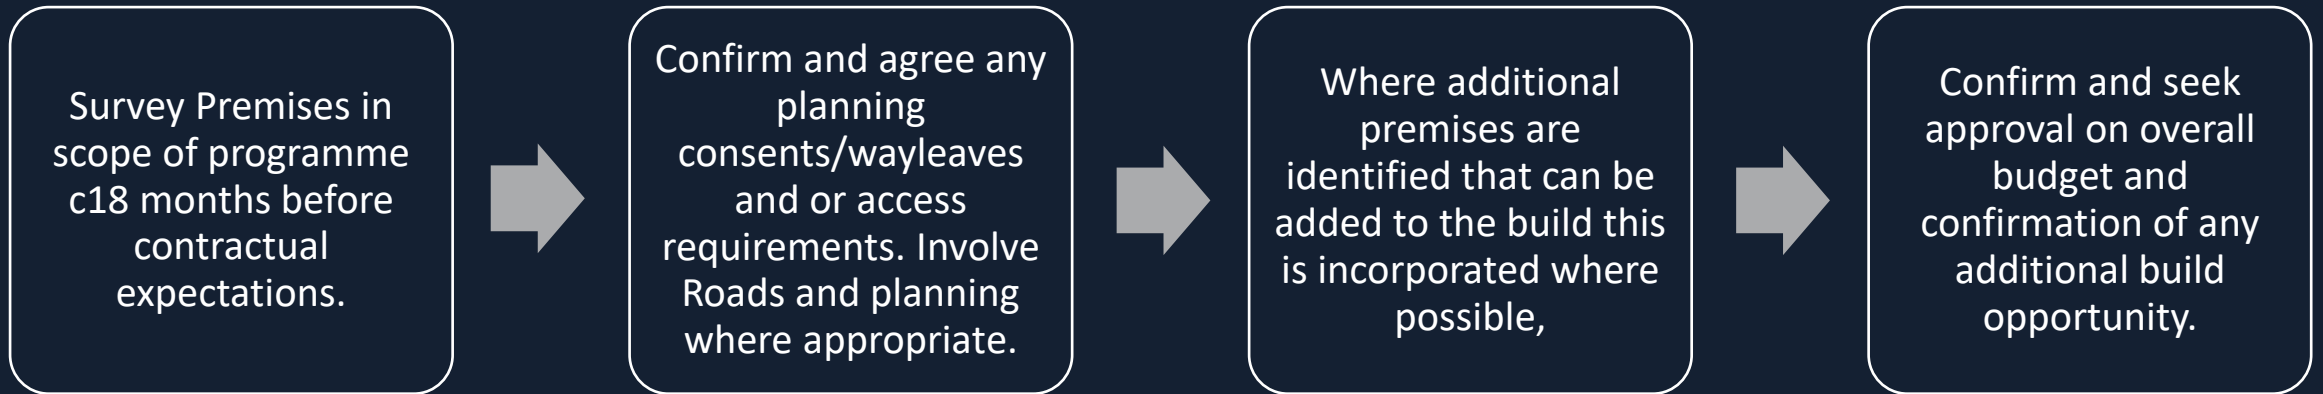 Survey Premises in
scope of programme
c18 months before
contractual
expectations.
Confirm and agree any
planning
consents/wayleaves
and or access
requirements. Involve
Roads and planning
where appropriate.
Where additional
premises are
identified that can be
added to the build this
is incorporated where
possible,
Confirm and seek
approval on overall
budget and
confirmation of any
additional build
opportunity.